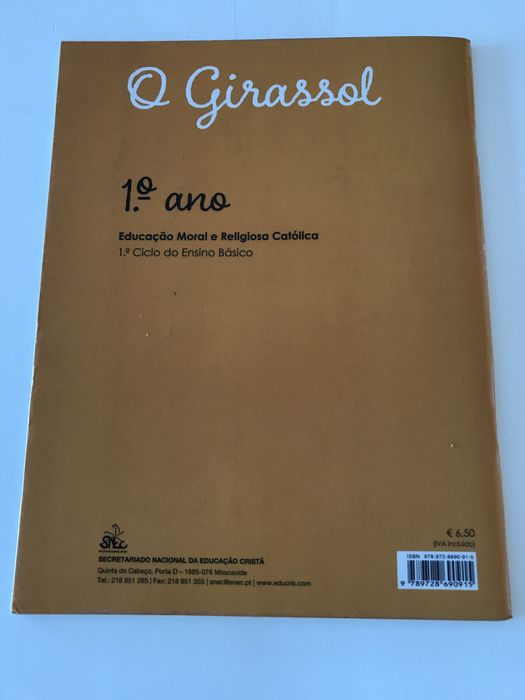 O Girassol
1.º ano
Educação Moral e Religiosa Católica
1.º Ciclo do Ensino Básico
€ 6,50
(IVA incluído)
SNEC
FUNDAÇÃO
SECRETARIADO NACIONAL DA EDUCAÇÃO CRISTÃ
Quinta do Cabeço, Porta D – 1885-076 Moscavide
Tel.: 218 851 285 | Fax: 218 851 355 | snec@snec.pt | www.educris.com
ISBN 978-972-8690-91-5
9 789728 690915